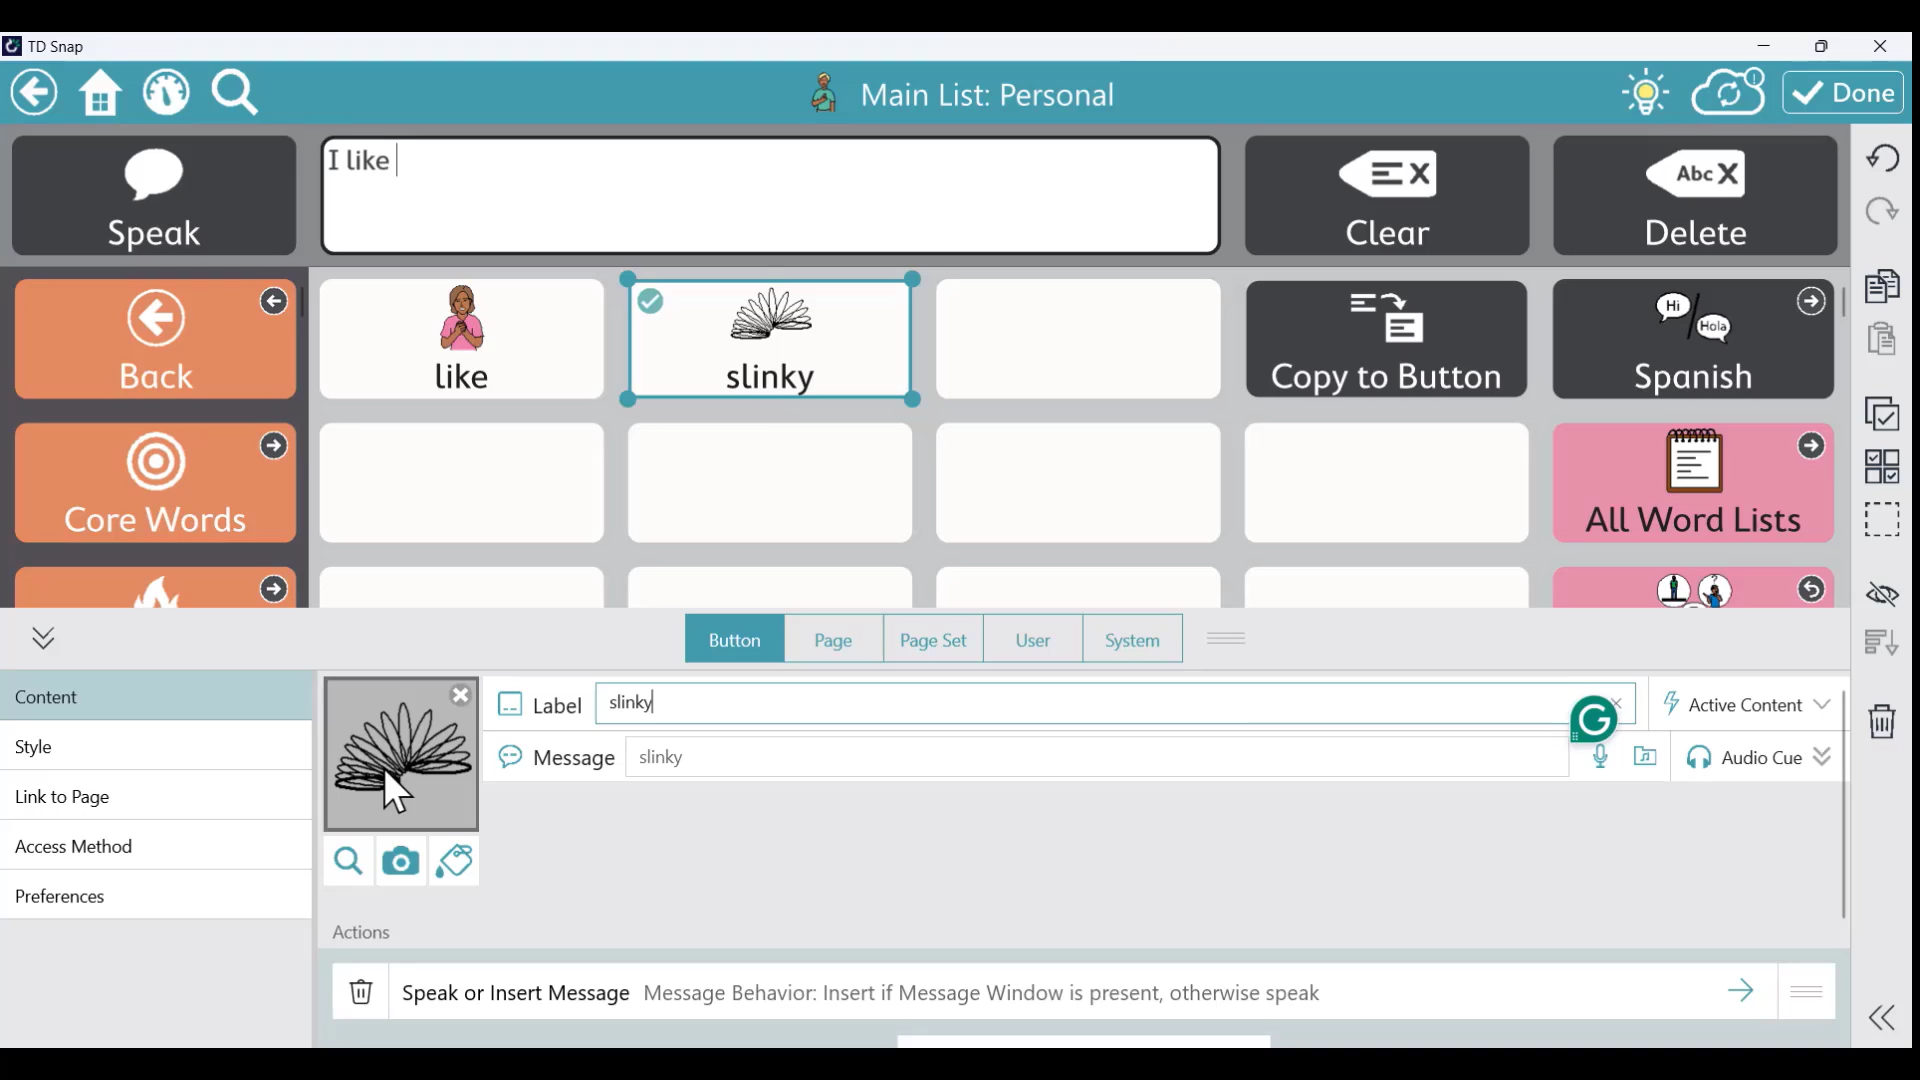 TD Snap
Main List: Personal
Done
Speak
I like
Clear
Abc X
Delete
Back
like
slinky
Copy to Button
Hi
Hola
Spanish
Core Words
All Word Lists
Button
Page
Page Set
User
System
Content
Label
slinky
Active Content
Style
Message
slinky
Audio Cue
Link to Page
Access Method
Preferences
Actions
Speak or Insert Message Message Behavior: Insert if Message Window is present, otherwise speak